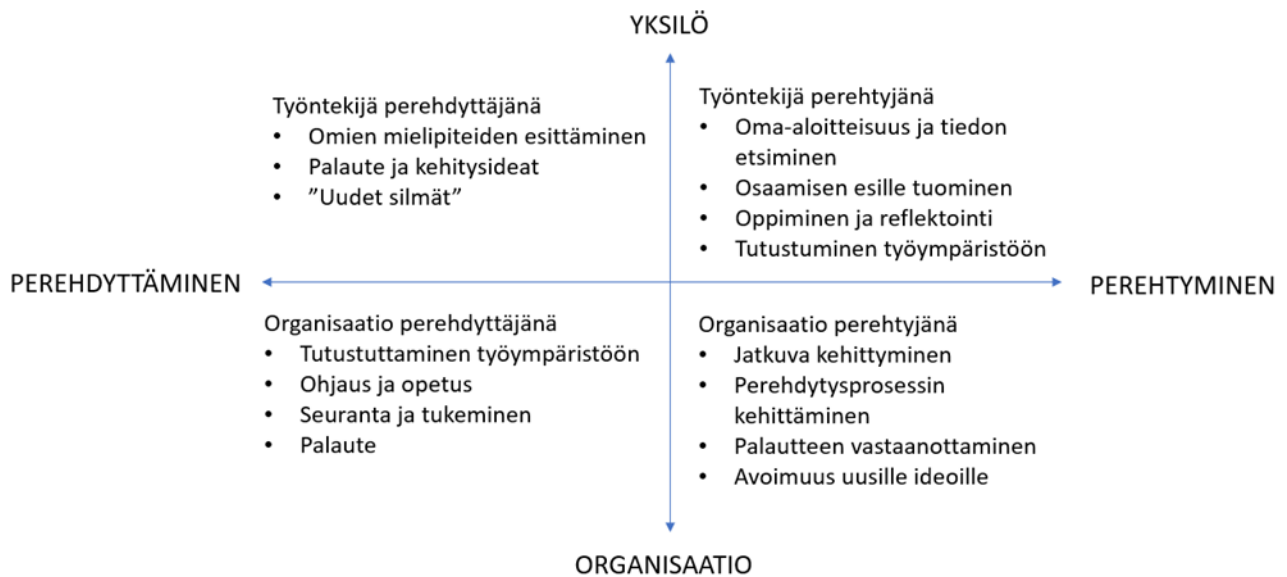 YKSILÖ
Työntekijä perehdyttäjänä
• Omien mielipiteiden esittäminen
• Palaute ja kehitysideat
• ”Uudet silmät”
Työntekijä perehtyjänä
• Oma-aloitteisuus ja tiedon
etsiminen
• Osaamisen esille tuominen
• Oppiminen ja reflektointi
• Tutustuminen työympäristöön
PEREHDYTTÄMINEN
PEREHTYMINEN
Organisaatio perehdyttäjänä
• Tutustuttaminen työympäristöön
• Ohjaus ja opetus
• Seuranta ja tukeminen
• Palaute
Organisaatio perehtyjänä
• Jatkuva kehittyminen
• Perehdytysprosessin
kehittäminen
• Palautteen vastaanottaminen
• Avoimuus uusille ideoille
ORGANISAATIO